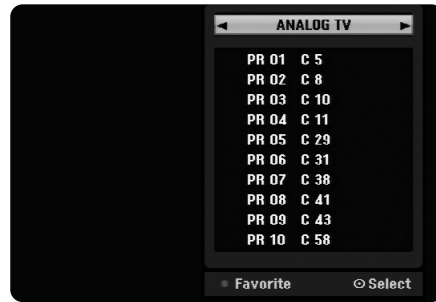 ANALOG TV
PR 01 C 5
PR 02 C 8
PR 03 C 10
PR 04 C 11
PR 05 C 29
PR 06 C 31
PR 07 C 38
PR 08 C 41
PR 09 C 43
PR 10 C 58
Favorite Select